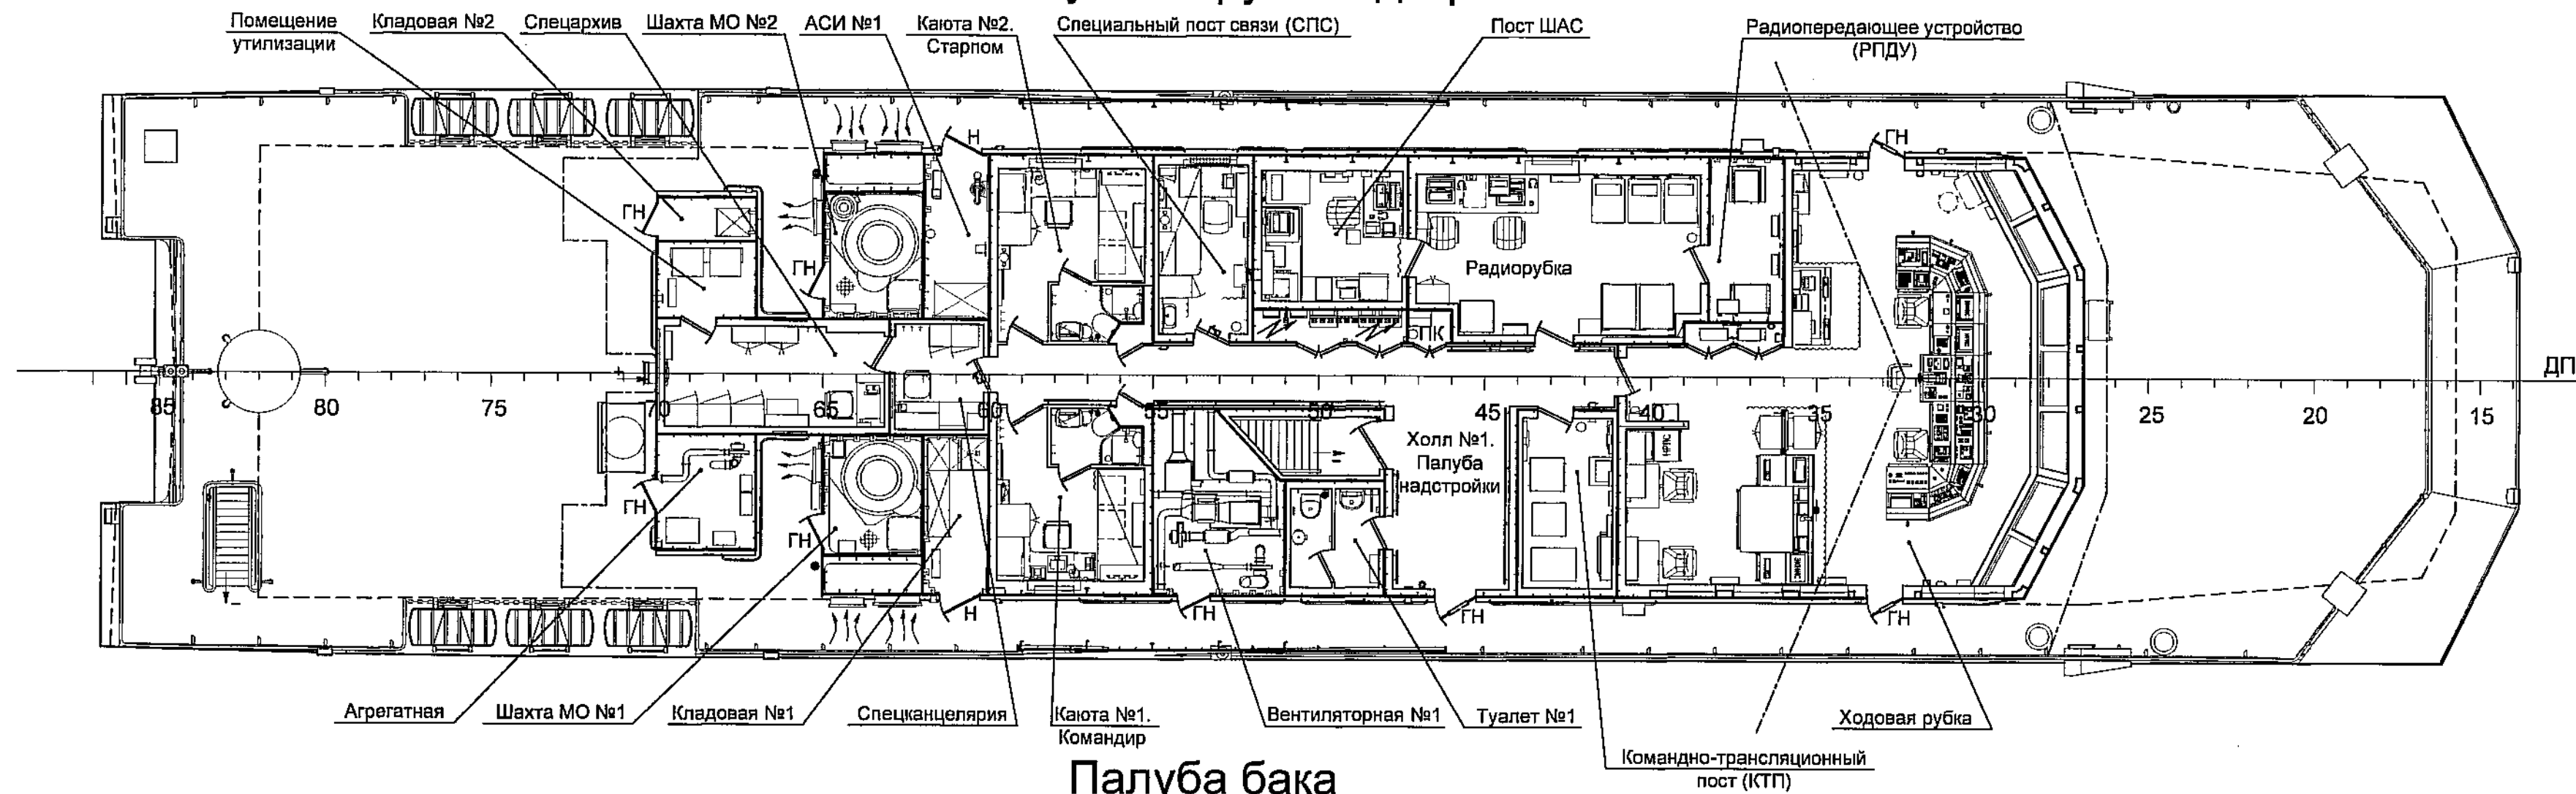 Помещение
утилизации
Кладовая №2
Спецархив
Шахта МО №2
АСИ №1
Каюта №2.
Старпом
Специальный пост связи (СПС)
Пост ШАС
Радиопередающее устройство
(РПДУ)
Н
ГН
ГН
ГН
Радиорубка
ПК
ДП
85
80
75
70
65
60
55
50
45
40
35
30
25
20
15
Холл №1.
Палуба
надстройки
НРЛС
ГН
ГН
Н
ГН
ГН
ГН
Агрегатная
Шахта МО №1
Кладовая №1
Спецканцелярия
Каюта №1.
Командир
Вентиляторная №1
Туалет №1
Командно-трансляционный
пост (КТП)
Ходовая рубка
Палуба бака